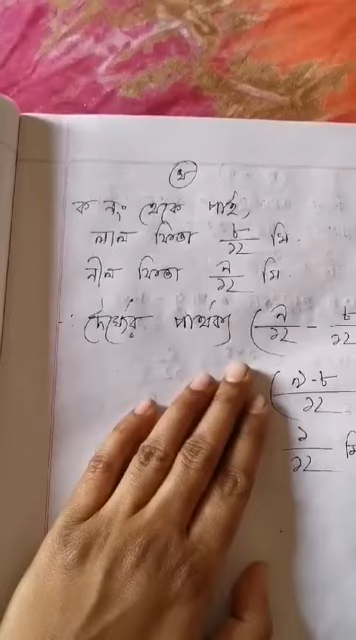 খ
ক নং থেকে পাই,
লাল ফিতা ৮/১২ মি.
নীল ফিতা ৯/১২ মি.
∴ দৈর্ঘ্যের পার্থক্য (৯/১২ - ৮/১২
(৯-৮/১২
১/১২ মি